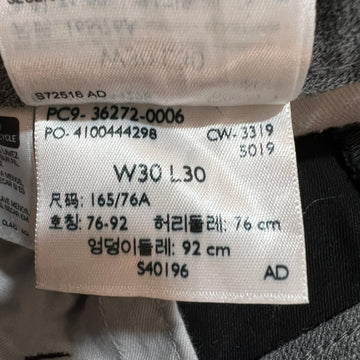 S72516 AD
PC9- 36272-0006
PO- 4100444298 CW- 3319
S019
W30 L30
尺码: 165/76A
호칭: 76-92 허리둘레: 76 cm
엉덩이둘레: 92 cm
S40196 AD